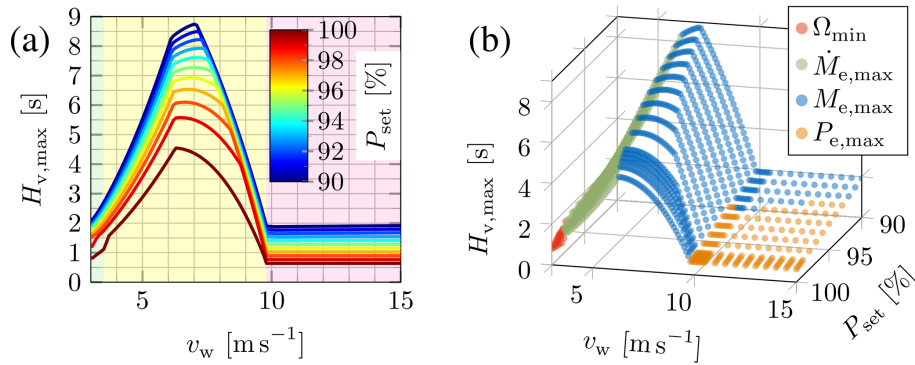 (a)
9
8
7
6
5
4
3
2
1
0
H_v,max [s]
5
10
15
v_w [m s⁻¹]
100
98
96
94
92
90
P_set [%]
(b)
Ω_min
Ṁ_e,max
M_e,max
P_e,max
8
6
4
2
0
H_v,max [s]
5
10
15
v_w [m s⁻¹]
90
95
100
P_set [%]